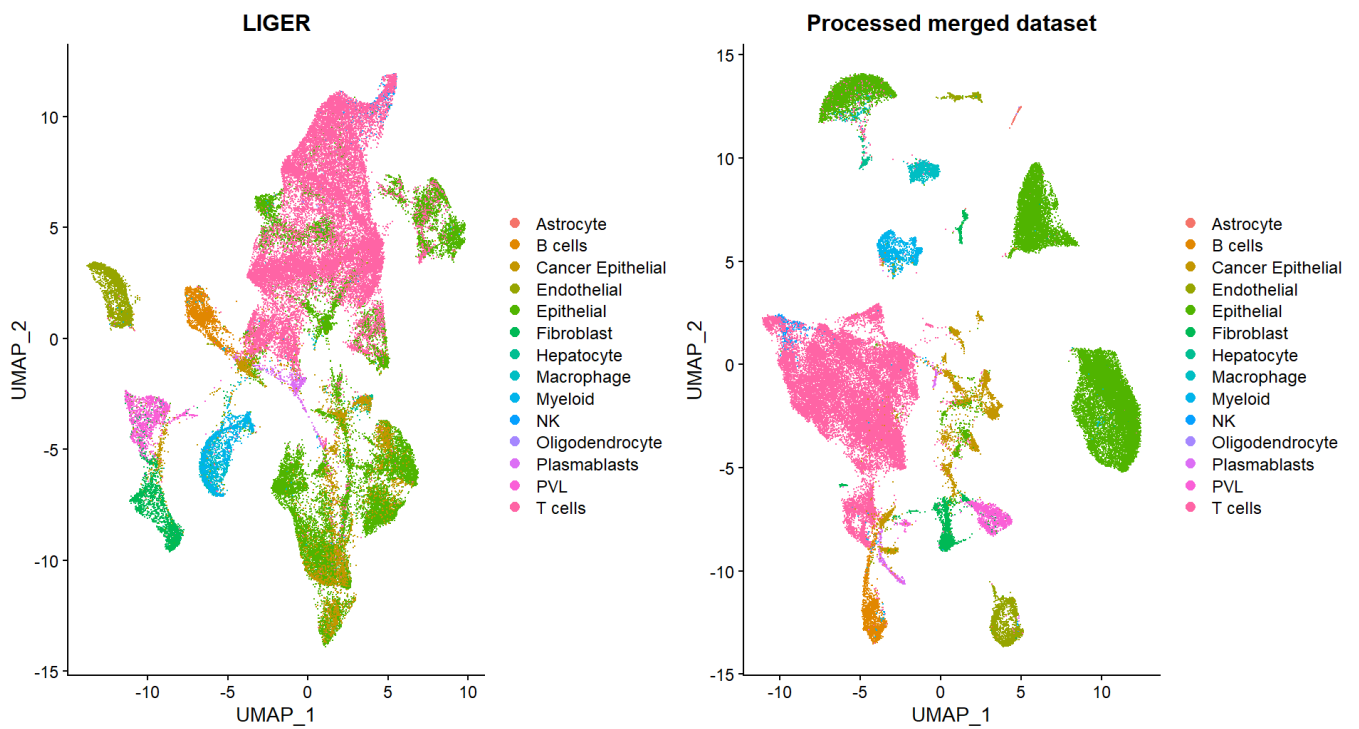 LIGER
10
5
0
-5
-10
-15
UMAP_2
-10
-5
0
5
10
UMAP_1
Astrocyte
B cells
Cancer Epithelial
Endothelial
Epithelial
Fibroblast
Hepatocyte
Macrophage
Myeloid
NK
Oligodendrocyte
Plasmablasts
PVL
T cells
Processed merged dataset
15
10
5
0
-5
-10
-15
UMAP_2
-10
-5
0
5
10
UMAP_1
Astrocyte
B cells
Cancer Epithelial
Endothelial
Epithelial
Fibroblast
Hepatocyte
Macrophage
Myeloid
NK
Oligodendrocyte
Plasmablasts
PVL
T cells